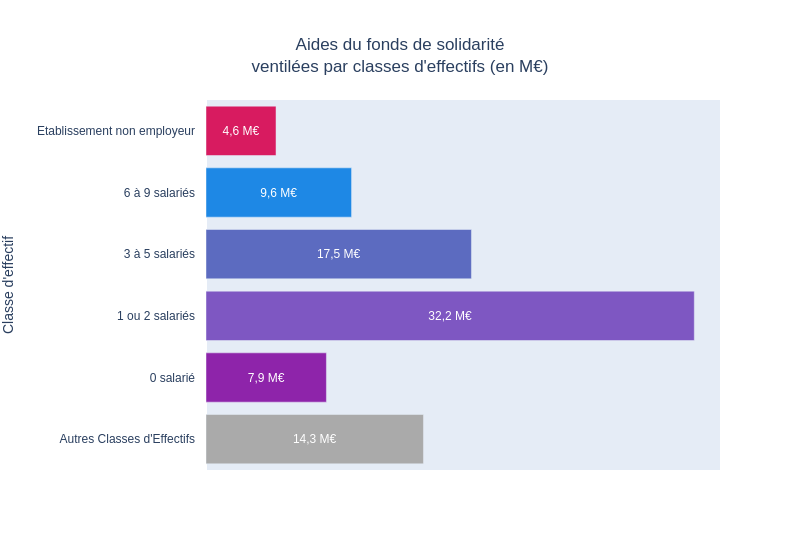 Aides du fonds de solidarité
ventilées par classes d'effectifs (en M€)
Classe d'effectif
Etablissement non employeur
4,6 M€
6 à 9 salariés
9,6 M€
3 à 5 salariés
17,5 M€
1 ou 2 salariés
32,2 M€
0 salarié
7,9 M€
Autres Classes d'Effectifs
14,3 M€